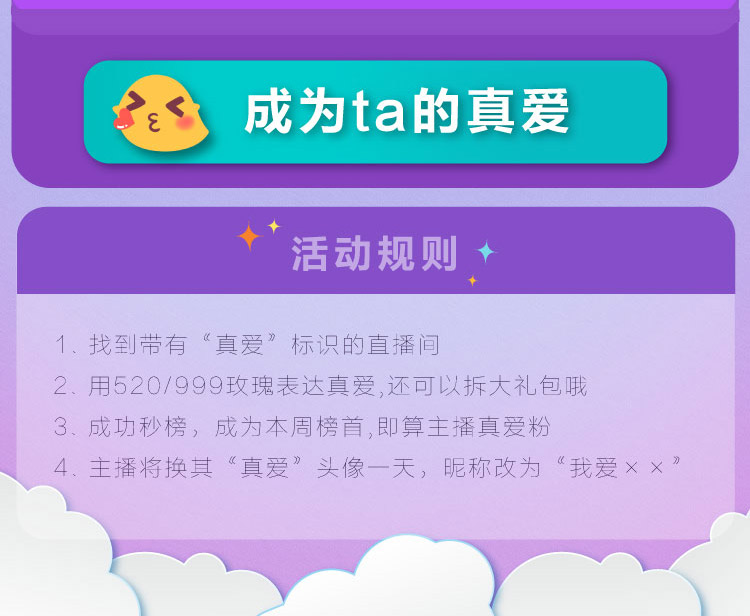 成为ta的真爱
活动规则
1. 找到带有“真爱”标识的直播间
2. 用520/999玫瑰表达真爱,还可以拆大礼包哦
3. 成功秒榜，成为本周榜首,即算主播真爱粉
4. 主播将换其“真爱”头像一天，昵称改为“我爱××”